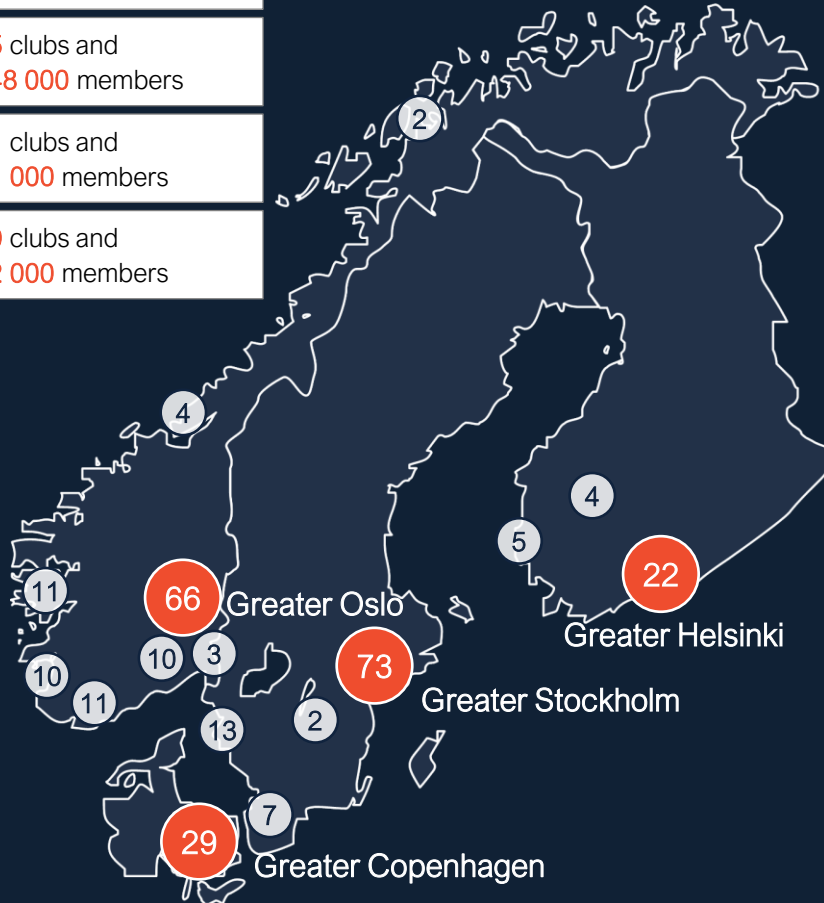 clubs and
000 members
clubs and
000 members
clubs and
000 members
2
4
4
5
11
66
Greater Oslo
22
Greater Helsinki
10
3
73
10
11
Greater Stockholm
13
2
7
29
Greater Copenhagen